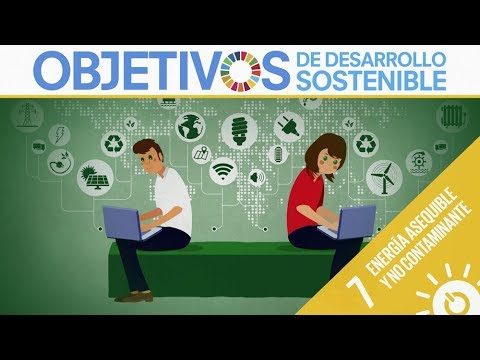 OBJETIVOS
DE DESARROLLO
SOSTENIBLE
7 ENERGÍA ASEQUIBLE
Y NO CONTAMINANTE